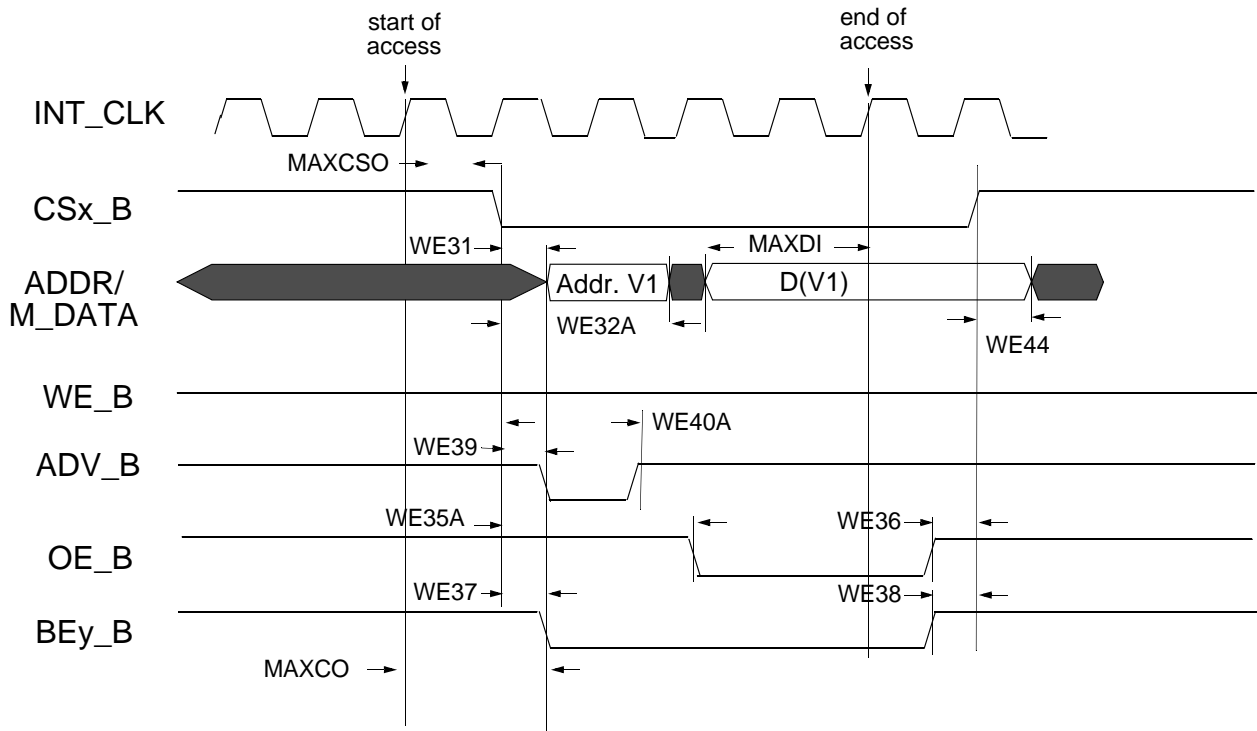 start of
access
end of
access
INT_CLK
MAXCSO
CSx_B
WE31
MAXDI
ADDR/
M_DATA
Addr. V1
D(V1)
WE32A
WE44
WE_B
WE40A
WE39
ADV_B
WE35A
WE36
OE_B
WE37
WE38
BEy_B
MAXCO